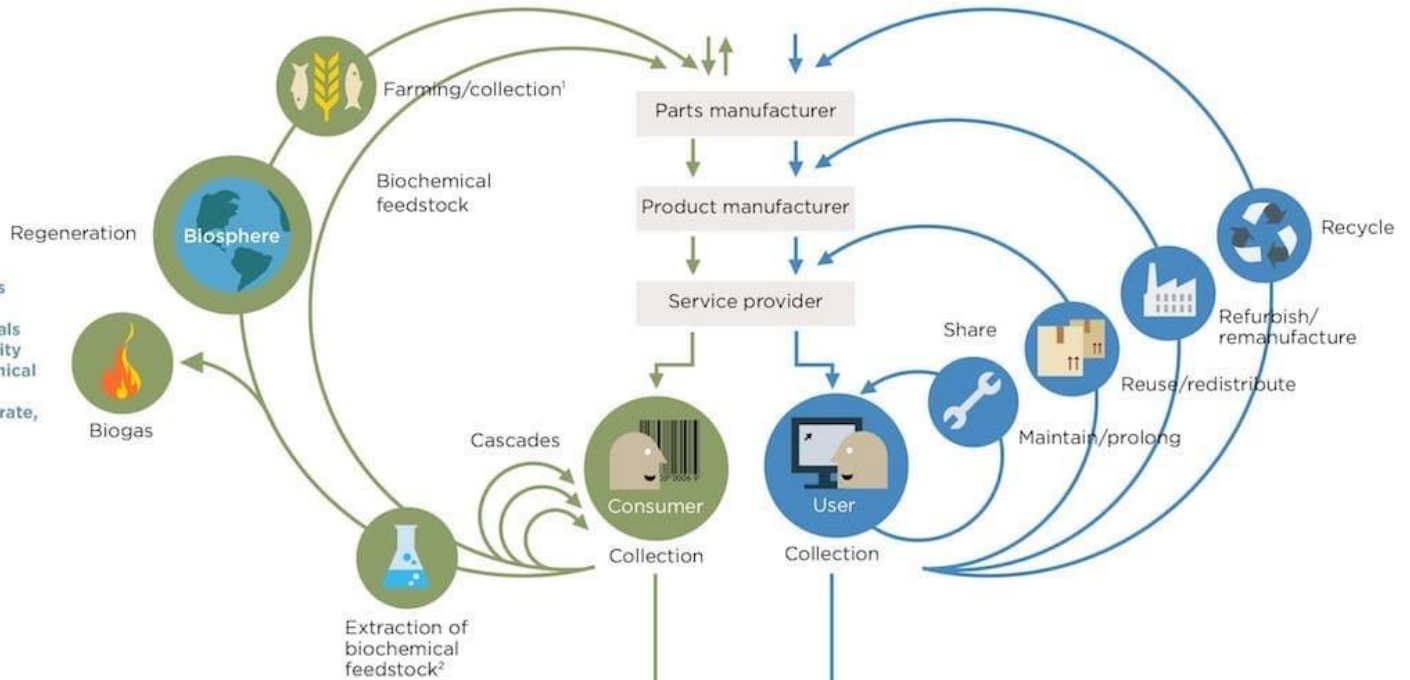 Farming/collection¹
Parts manufacturer
Biochemical
feedstock
Product manufacturer
Regeneration
Biosphere
Recycle
Service provider
Share
Refurbish/
remanufacture
Reuse/redistribute
Biogas
Cascades
Maintain/prolong
Consumer
User
Collection
Collection
Extraction of
biochemical
feedstock²